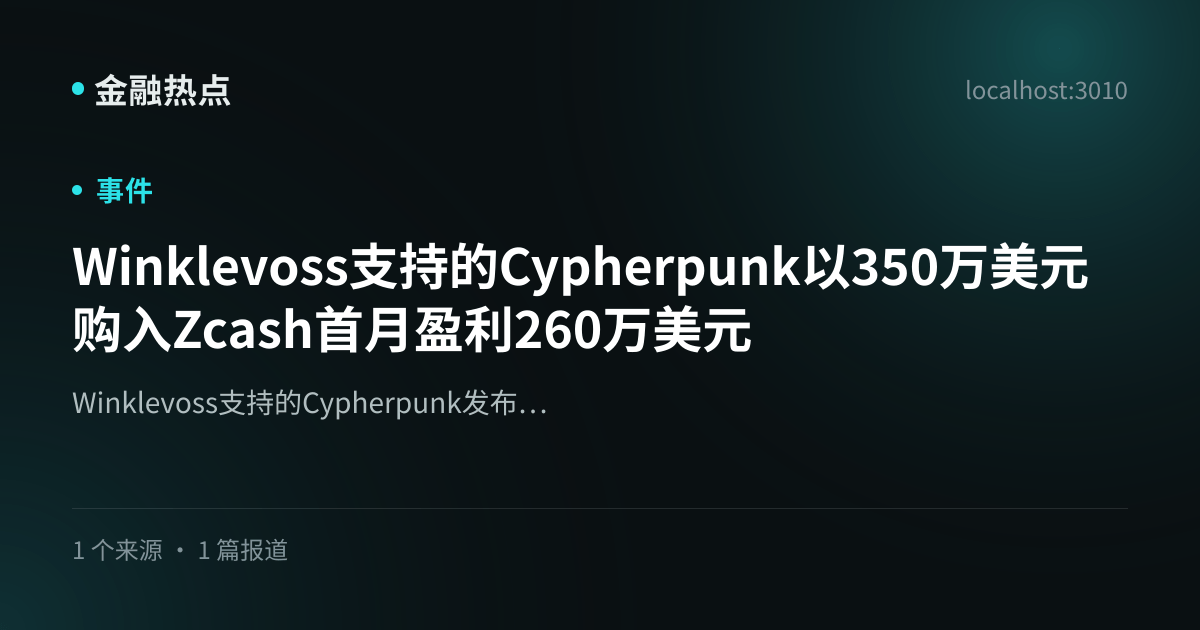 金融热点
localhost:3010
事件
Winklevoss支持的Cypherpunk以350万美元
购入Zcash首月盈利260万美元
Winklevoss支持的Cypherpunk发布…
1 个来源 · 1 篇报道